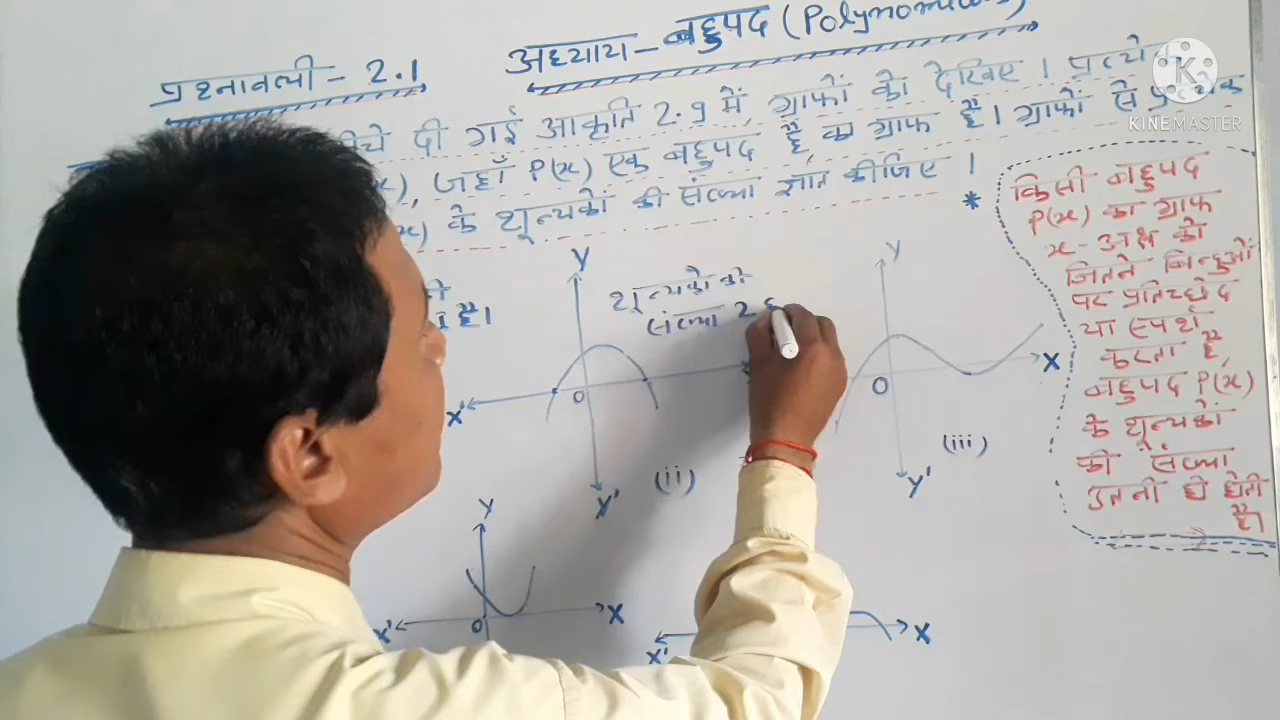 अध्याय - बहुपद (Polynomials)
प्रश्नावली - 2.1
दी गई आकृति 2.9 में, ग्राफों को देखिए । प्रत्येक
जहाँ P(x) एक बहुपद है का ग्राफ है । ग्राफों से प्रत्येक
के शून्यकों की संख्या ज्ञात कीजिए ।
KINEMASTER
*
किसी बहुपद
P(x) का ग्राफ
x-अक्ष को
जितने बिन्दुओं
पर प्रतिच्छेद
या स्पर्श
करता है,
बहुपद P(x)
के शून्यकों
की संख्या
उतनी ही होती
है।
है।
शून्यकों की
संख्या 2
Y
X'
O
Y'
(ii)
Y
X
O
Y'
(iii)
Y
X'
O
X
X'
X